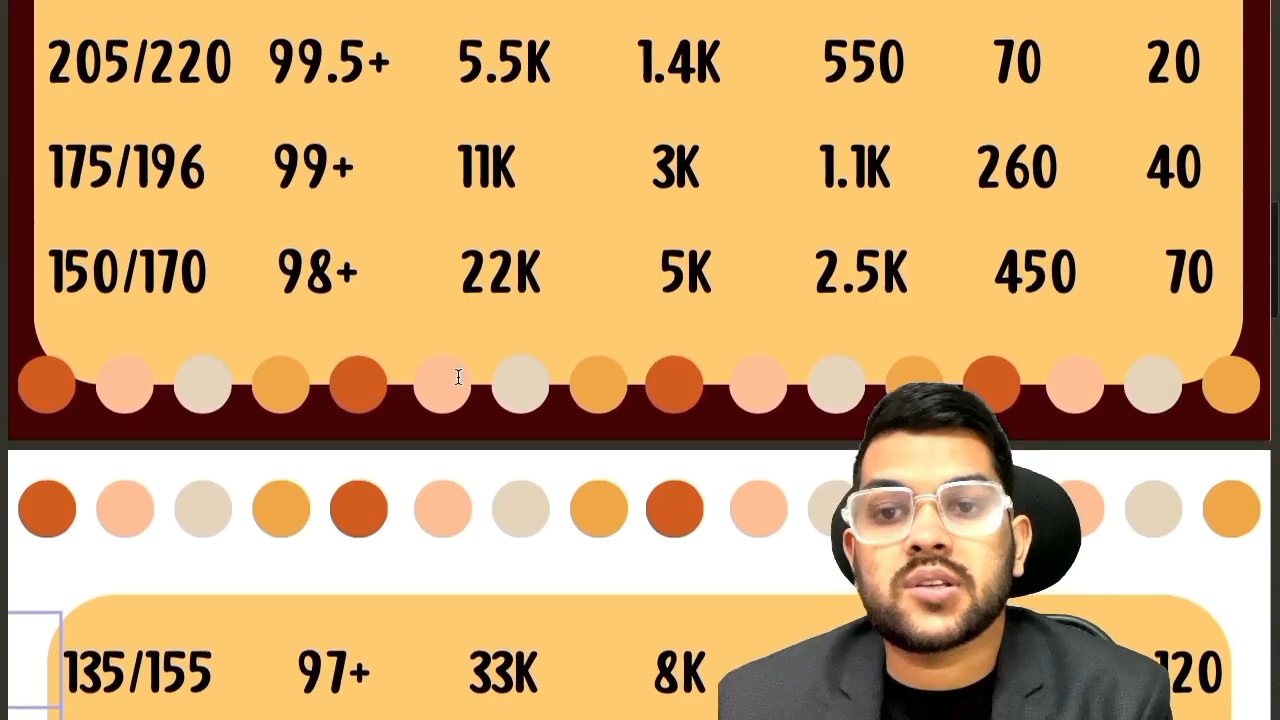 205/220 99.5+ 5.5K 1.4K 550 70 20
175/196 99+ 11K 3K 1.1K 260 40
150/170 98+ 22K 5K 2.5K 450 70
135/155 97+ 33K 8K 120